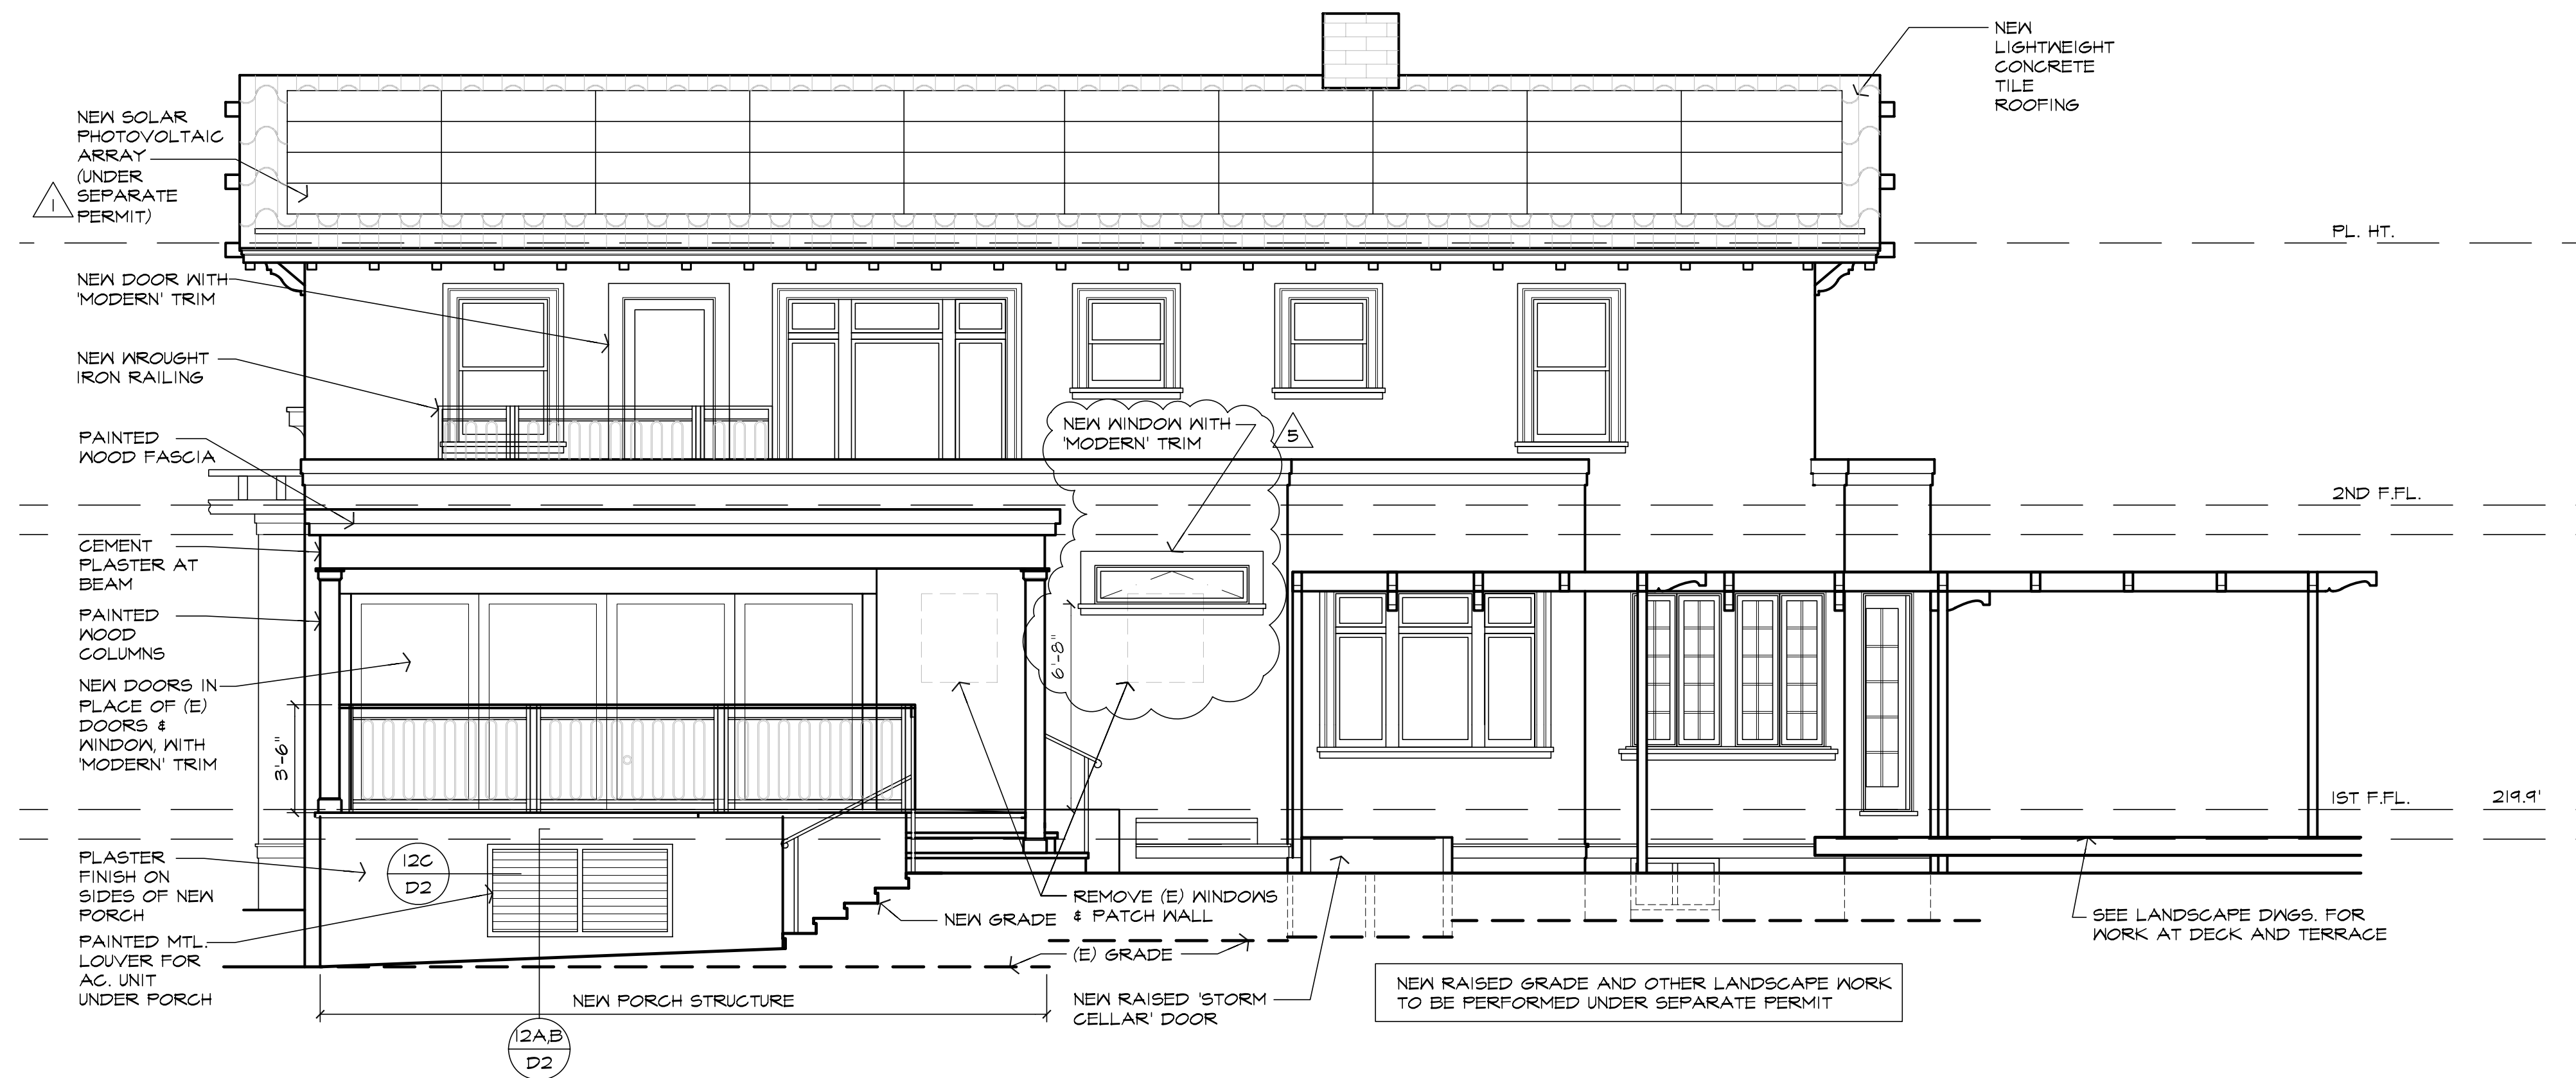 NEW
LIGHTWEIGHT
CONCRETE
TILE
ROOFING
NEW SOLAR
PHOTOVOLTAIC
ARRAY
(UNDER
SEPARATE
PERMIT)
1
PL. HT.
NEW DOOR WITH
'MODERN' TRIM
NEW WROUGHT
IRON RAILING
PAINTED
WOOD FASCIA
NEW WINDOW WITH
'MODERN' TRIM
5
2ND F.FL.
CEMENT
PLASTER AT
BEAM
PAINTED
WOOD
COLUMNS
NEW DOORS IN
PLACE OF (E)
DOORS &
WINDOW, WITH
'MODERN' TRIM
3'-6"
6'-8"
1ST F.FL.
219.9'
PLASTER
FINISH ON
SIDES OF NEW
PORCH
12C
D2
PAINTED MTL.
LOUVER FOR
AC. UNIT
UNDER PORCH
NEW GRADE
REMOVE (E) WINDOWS
& PATCH WALL
(E) GRADE
SEE LANDSCAPE DWGS. FOR
WORK AT DECK AND TERRACE
NEW PORCH STRUCTURE
NEW RAISED 'STORM
CELLAR' DOOR
NEW RAISED GRADE AND OTHER LANDSCAPE WORK
TO BE PERFORMED UNDER SEPARATE PERMIT
12A,B
D2